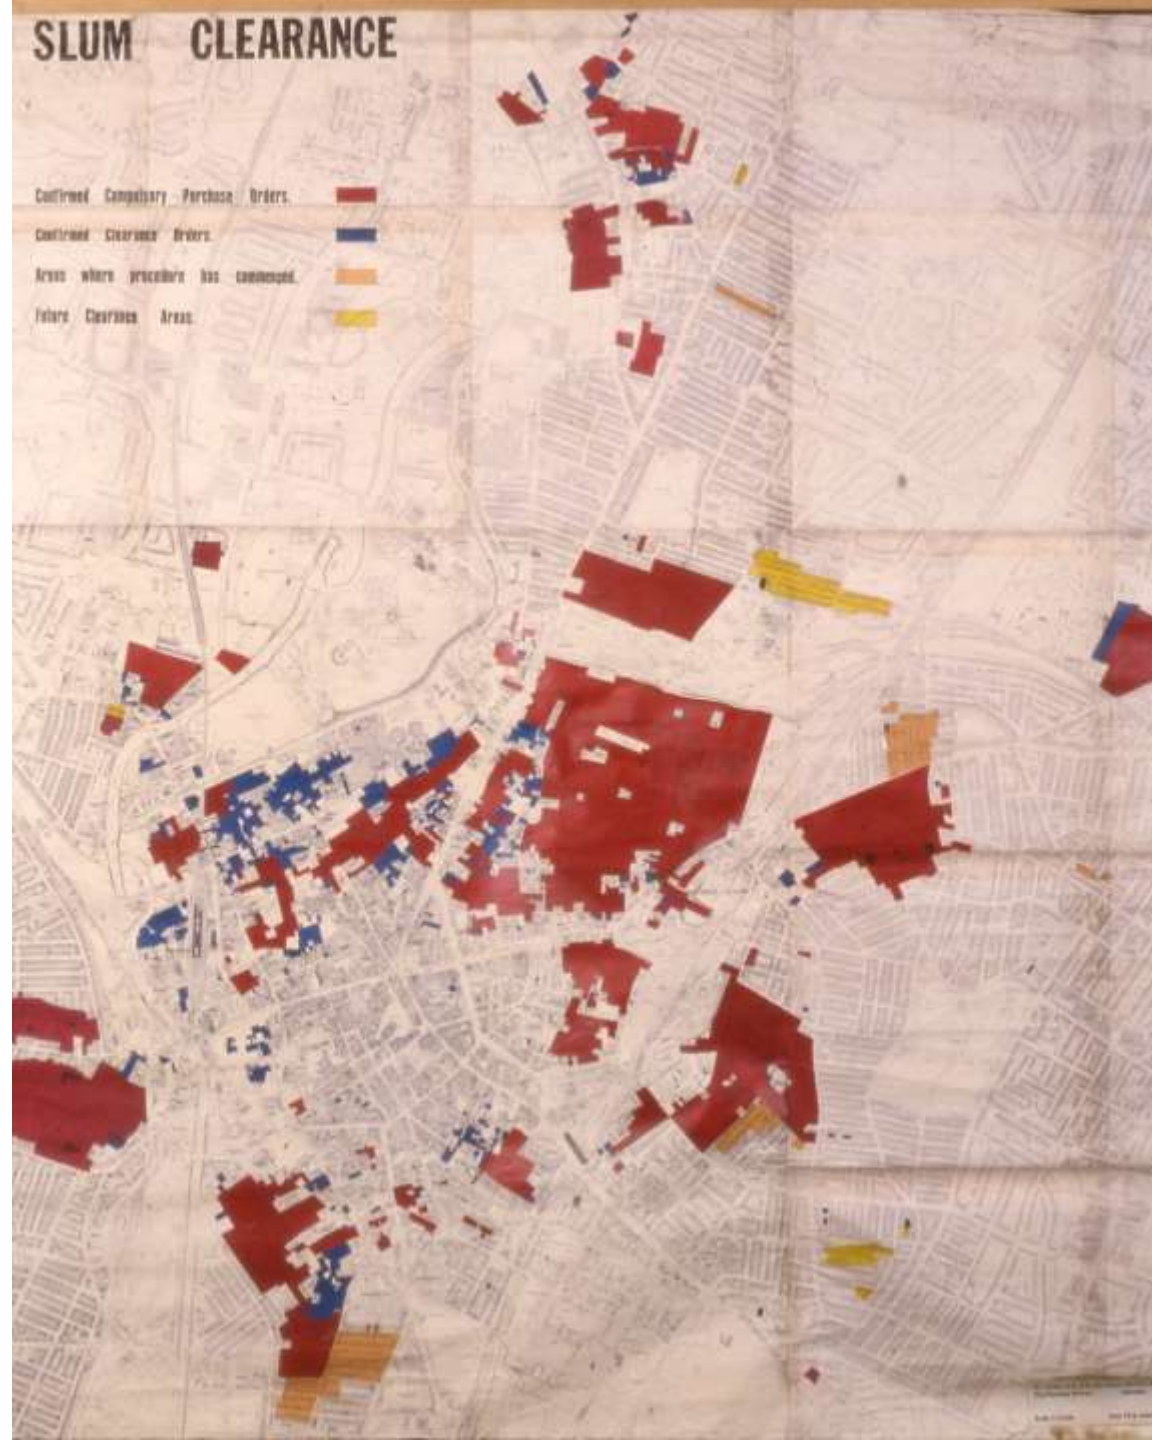 SLUM CLEARANCE
Confirmed Compulsory Purchase Orders.
Confirmed Clearance Orders.
Areas where procedure has commenced.
Future Clearance Areas.